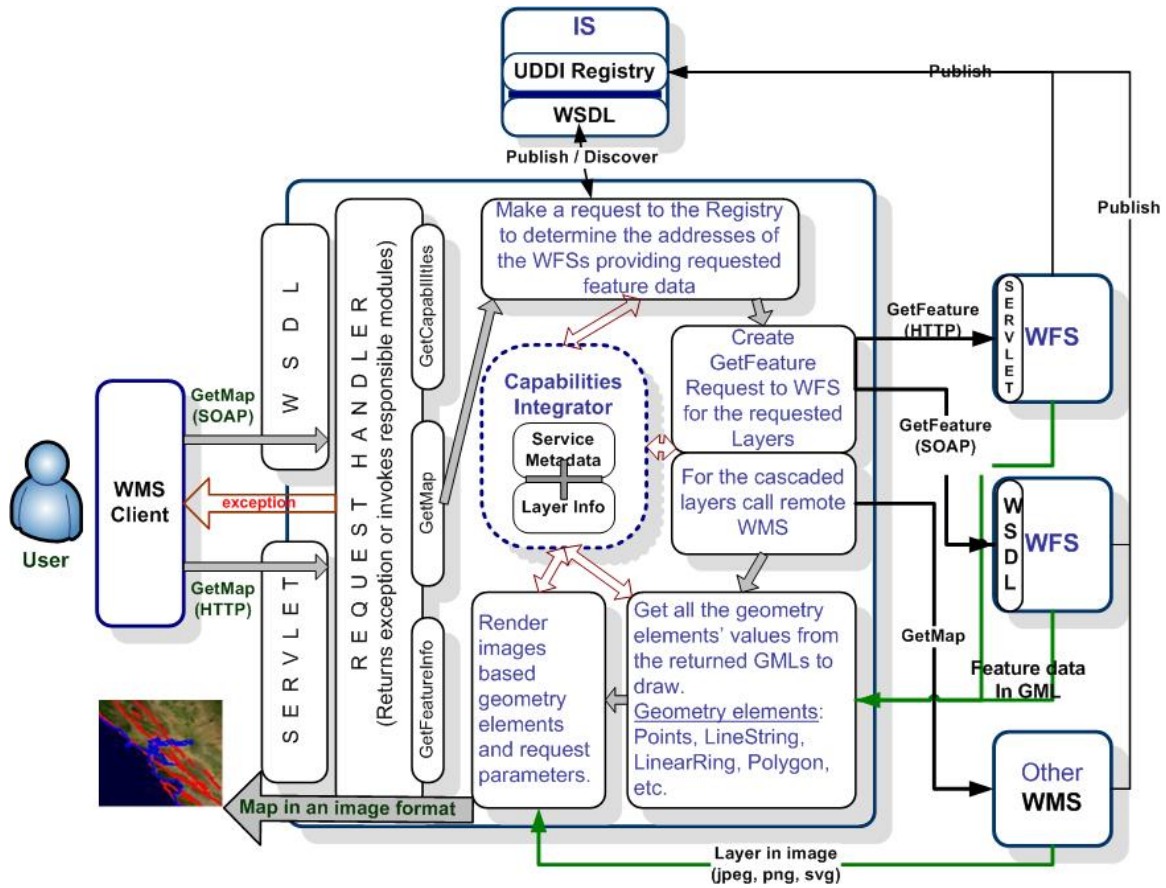 IS
UDDI Registry
WSDL
Publish
Publish / Discover
Publish
Make a request to the Registry
to determine the addresses of
the WFSs providing requested
feature data
W S D L
R E Q U E S T  H A N D L E R
(Returns exception or invokes responsible modules)
GetCapabilities
GetMap
GetFeatureInfo
S E R V L E T
Create
GetFeature
Request to WFS
for the requested
Layers
GetFeature
(HTTP)
SERVLET
WFS
GetFeature
(SOAP)
Capabilities
Integrator
Service
Metadata
Layer Info
For the cascaded
layers call remote
WMS
WSDL
WFS
User
WMS
Client
GetMap
(SOAP)
exception
GetMap
(HTTP)
GetMap
Render
images
based
geometry
elements
and request
parameters.
Get all the geometry
elements' values from
the returned GMLs to
draw.
Geometry elements:
Points, LineString,
LinearRing, Polygon,
etc.
Feature data
In GML
Other
WMS
Map in an image format
Layer in image
(jpeg, png, svg)